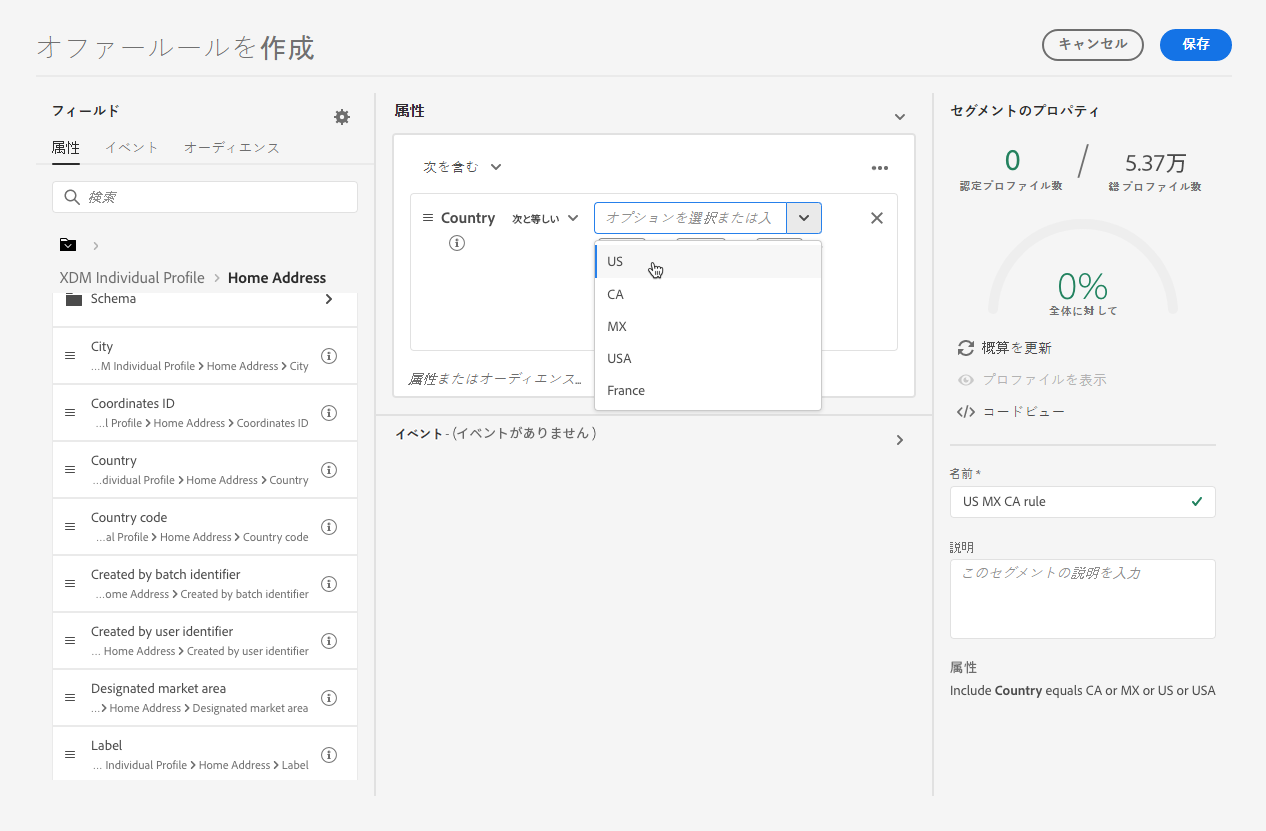 オファールールを作成
キャンセル
保存
フィールド
属性
イベント
オーディエンス
検索
XDM Individual Profile
Home Address
Schema
City
...M Individual Profile > Home Address > City
Coordinates ID
...l Profile > Home Address > Coordinates ID
Country
...dividual Profile > Home Address > Country
Country code
...al Profile > Home Address > Country code
Created by batch identifier
...ome Address > Created by batch identifier
Created by user identifier
... Home Address > Created by user identifier
Designated market area
...> Home Address > Designated market area
Label
... Individual Profile > Home Address > Label
属性
次を含む
Country
次と等しい
オプションを選択または入
US
CA
MX
USA
France
属性またはオーディエンス...
イベント - (イベントがありません)
セグメントのプロパティ
0
認定プロファイル数
/
5.37万
総プロファイル数
0%
全体に対して
概算を更新
プロファイルを表示
</> コードビュー
名前 *
US MX CA rule
説明
このセグメントの説明を入力
属性
Include Country equals CA or MX or US or USA